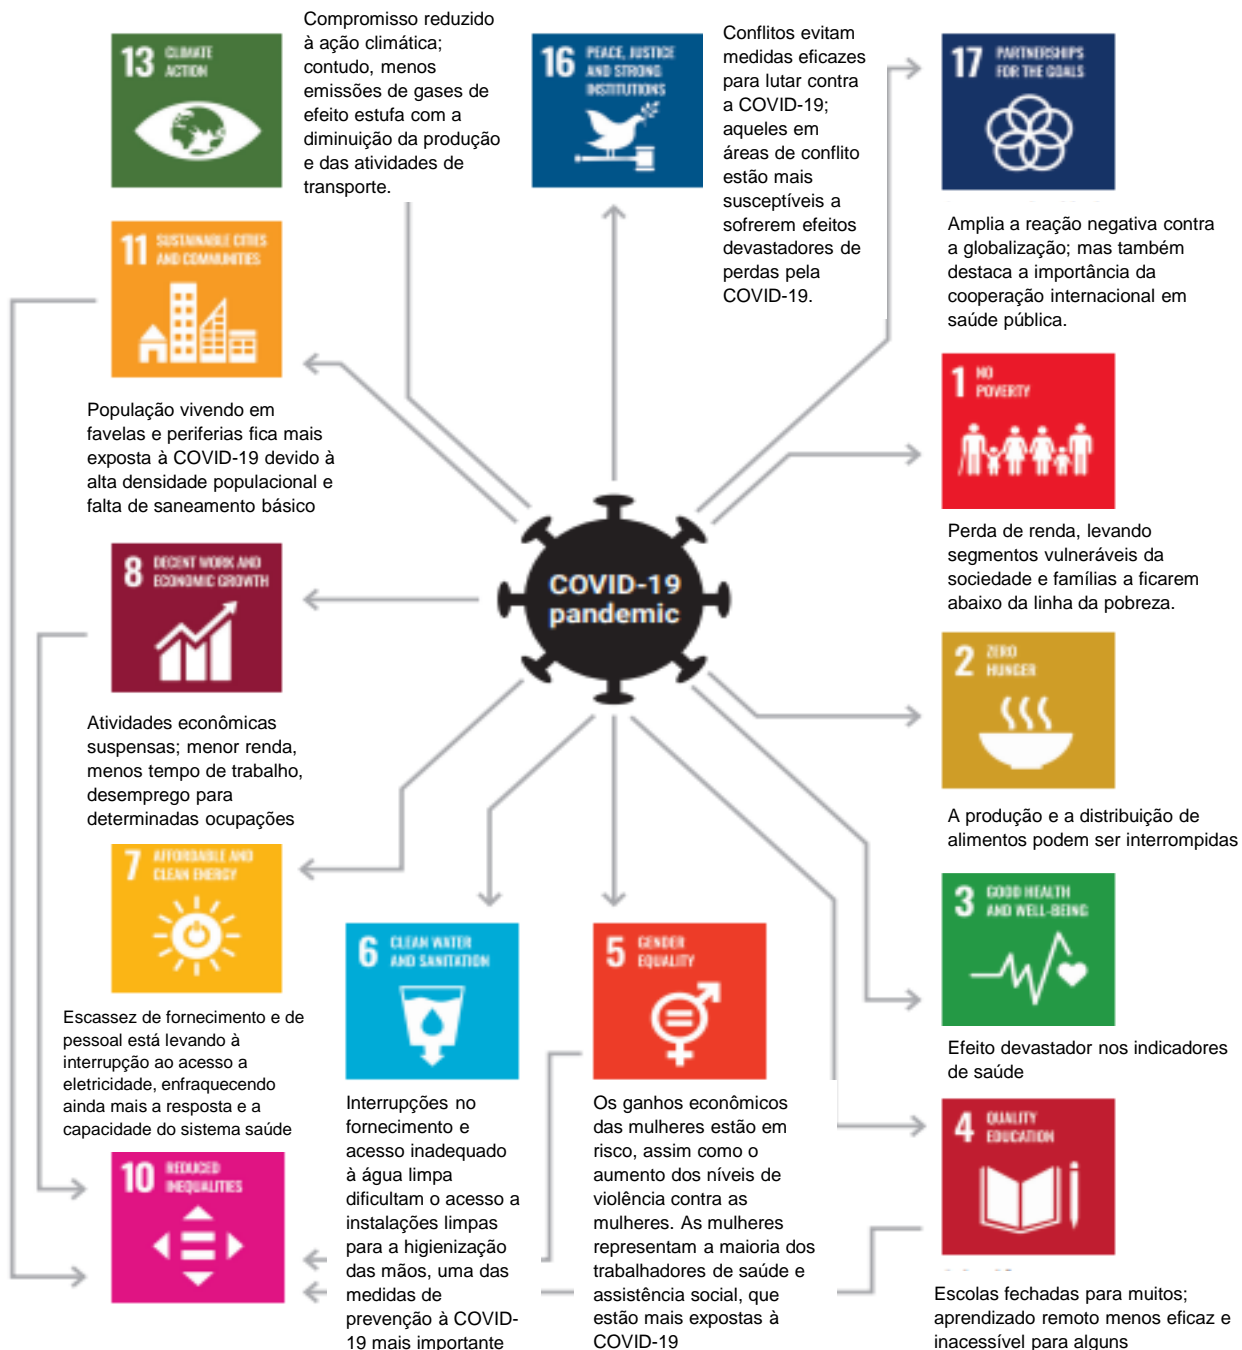 13 CLIMATE
ACTION
Compromisso reduzido
à ação climática;
contudo, menos
emissões de gases de
efeito estufa com a
diminuição da produção
e das atividades de
transporte.
16 PEACE, JUSTICE
AND STRONG
INSTITUTIONS
Conflitos evitam
medidas eficazes
para lutar contra
a COVID-19;
aqueles em
áreas de conflito
estão mais
susceptíveis a
sofrerem efeitos
devastadores de
perdas pela
COVID-19.
17 PARTNERSHIPS
FOR THE GOALS
Amplia a reação negativa contra
a globalização; mas também
destaca a importância da
cooperação internacional em
saúde pública.
11 SUSTAINABLE CITIES
AND COMMUNITIES
População vivendo em
favelas e periferias fica mais
exposta à COVID-19 devido à
alta densidade populacional e
falta de saneamento básico
1 NO
POVERTY
Perda de renda, levando
segmentos vulneráveis da
sociedade e famílias a ficarem
abaixo da linha da pobreza.
COVID-19
pandemic
8 DECENT WORK AND
ECONOMIC GROWTH
Atividades econômicas
suspensas; menor renda,
menos tempo de trabalho,
desemprego para
determinadas ocupações
2 ZERO
HUNGER
A produção e a distribuição de
alimentos podem ser interrompidas
7 AFFORDABLE AND
CLEAN ENERGY
Escassez de fornecimento e de
pessoal está levando à
interrupção ao acesso a
eletricidade, enfraquecendo
ainda mais a resposta e a
capacidade do sistema saúde
3 GOOD HEALTH
AND WELL-BEING
Efeito devastador nos indicadores
de saúde
6 CLEAN WATER
AND SANITATION
Interrupções no
fornecimento e
acesso inadequado
à água limpa
dificultam o acesso a
instalações limpas
para a higienização
das mãos, uma das
medidas de
prevenção à COVID-
19 mais importante
5 GENDER
EQUALITY
Os ganhos econômicos
das mulheres estão em
risco, assim como o
aumento dos níveis de
violência contra as
mulheres. As mulheres
representam a maioria dos
trabalhadores de saúde e
assistência social, que
estão mais expostas à
COVID-19
4 QUALITY
EDUCATION
Escolas fechadas para muitos;
aprendizado remoto menos eficaz e
inacessível para alguns
10 REDUCED
INEQUALITIES